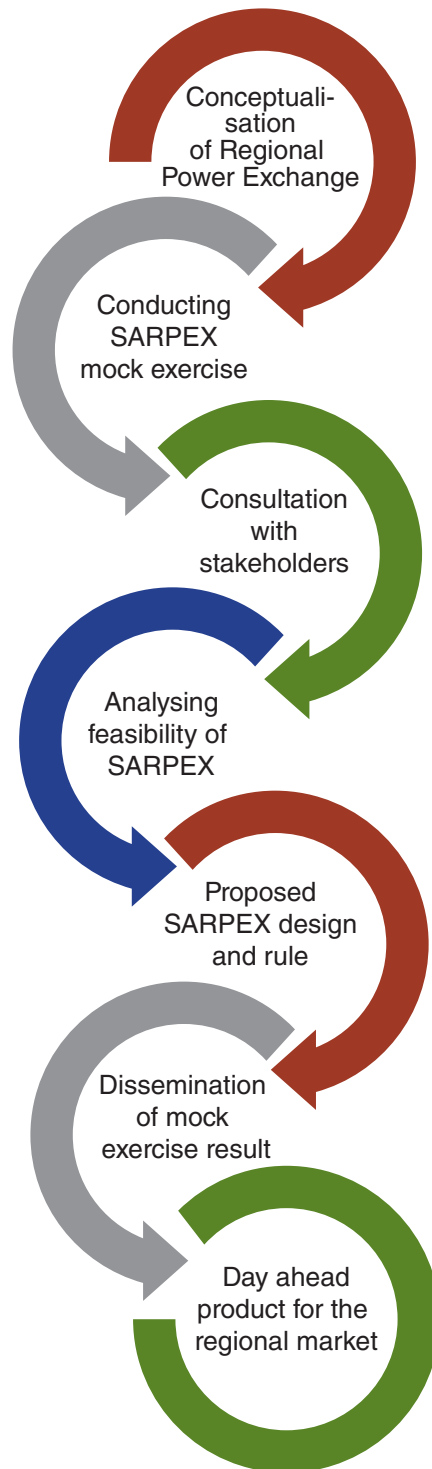 Conceptuali-
sation
of Regional
Power Exchange
Conducting
SARPEX
mock exercise
Consultation
with
stakeholders
Analysing
feasibility of
SARPEX
Proposed
SARPEX design
and rule
Dissemination
of mock
exercise result
Day ahead
product for the
regional market